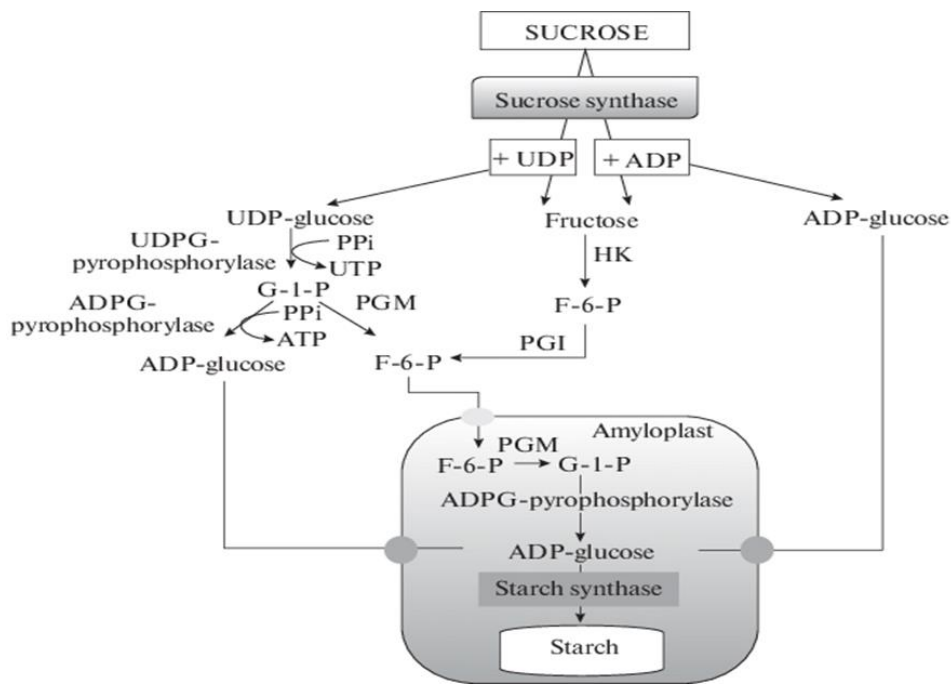 SUCROSE
Sucrose synthase
+ UDP
+ ADP
UDP-glucose
Fructose
ADP-glucose
UDPG-
pyrophosphorylase
PPi
UTP
HK
G-1-P
PGM
F-6-P
ADPG-
pyrophosphorylase
PPi
ATP
PGI
ADP-glucose
F-6-P
Amyloplast
PGM
F-6-P
G-1-P
ADPG-pyrophosphorylase
ADP-glucose
Starch synthase
Starch